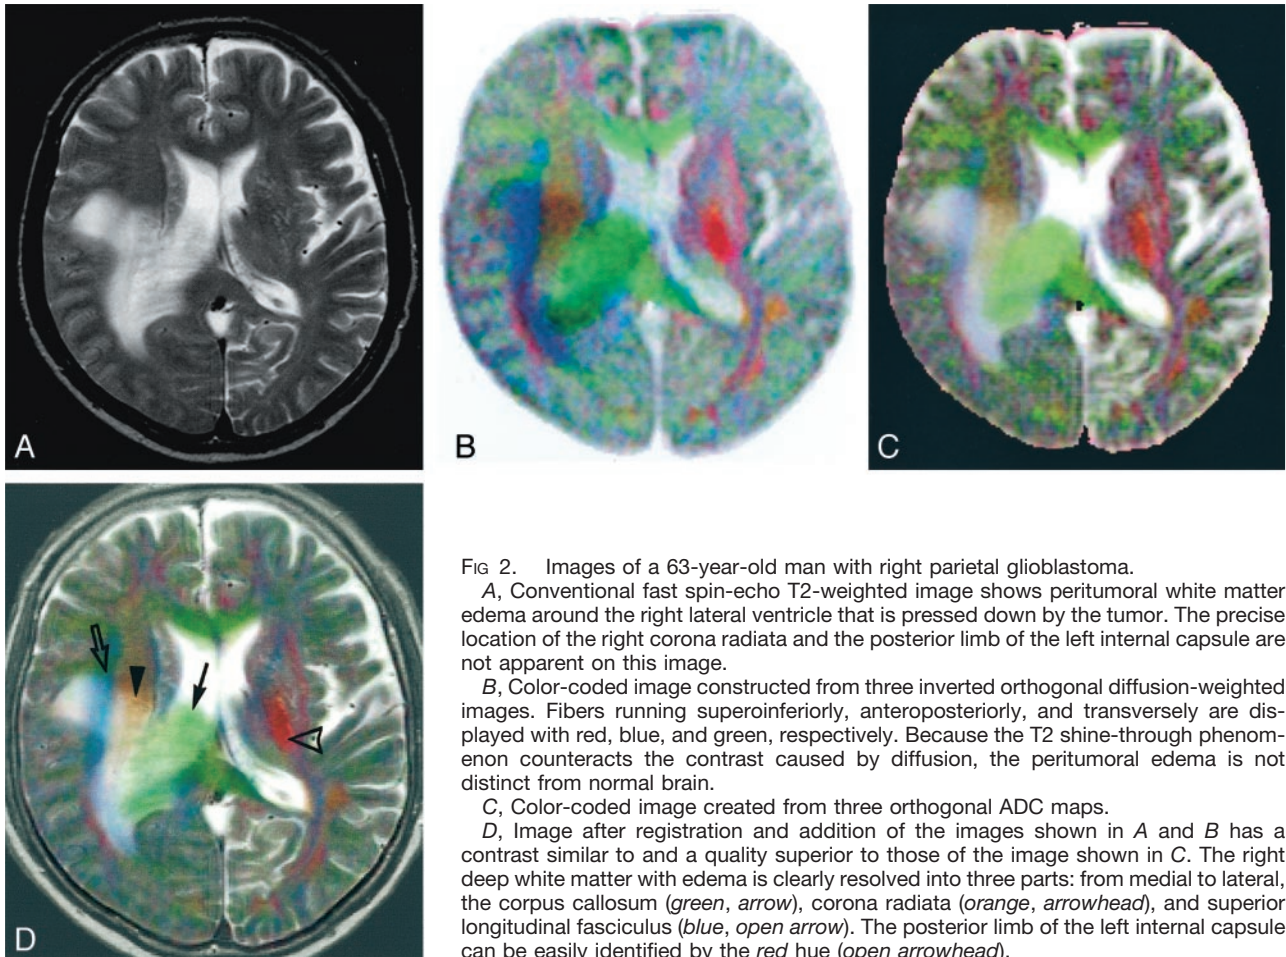 A
B
C
D
FIG 2. Images of a 63-year-old man with right parietal glioblastoma.
A, Conventional fast spin-echo T2-weighted image shows peritumoral white matter
edema around the right lateral ventricle that is pressed down by the tumor. The precise
location of the right corona radiata and the posterior limb of the left internal capsule are
not apparent on this image.
B, Color-coded image constructed from three inverted orthogonal diffusion-weighted
images. Fibers running superoinferiorly, anteroposteriorly, and transversely are dis-
played with red, blue, and green, respectively. Because the T2 shine-through phenom-
enon counteracts the contrast caused by diffusion, the peritumoral edema is not
distinct from normal brain.
C, Color-coded image created from three orthogonal ADC maps.
D, Image after registration and addition of the images shown in A and B has a
contrast similar to and a quality superior to those of the image shown in C. The right
deep white matter with edema is clearly resolved into three parts: from medial to lateral,
the corpus callosum (green, arrow), corona radiata (orange, arrowhead), and superior
longitudinal fasciculus (blue, open arrow). The posterior limb of the left internal capsule
can be easily identified by the red hue (open arrowhead).